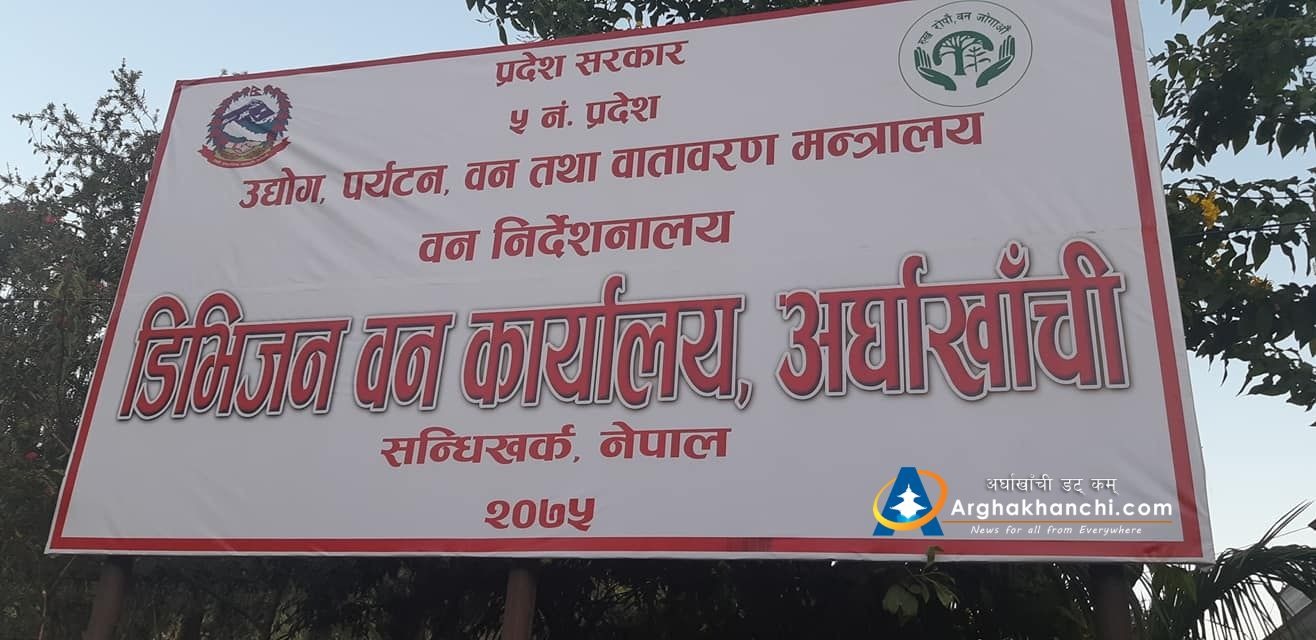 प्रदेश सरकार
रुख रोपौं, वन जोगाऔं
५ नं. प्रदेश
उद्योग, पर्यटन, वन तथा वातावरण मन्त्रालय
वन निर्देशनालय
डिभिजन वन कार्यालय, अर्घाखाँची
सन्धिखर्क, नेपाल
२०७५
अर्घाखाँची डट् कम्
Arghakhanchi.com
News for all from Everywhere